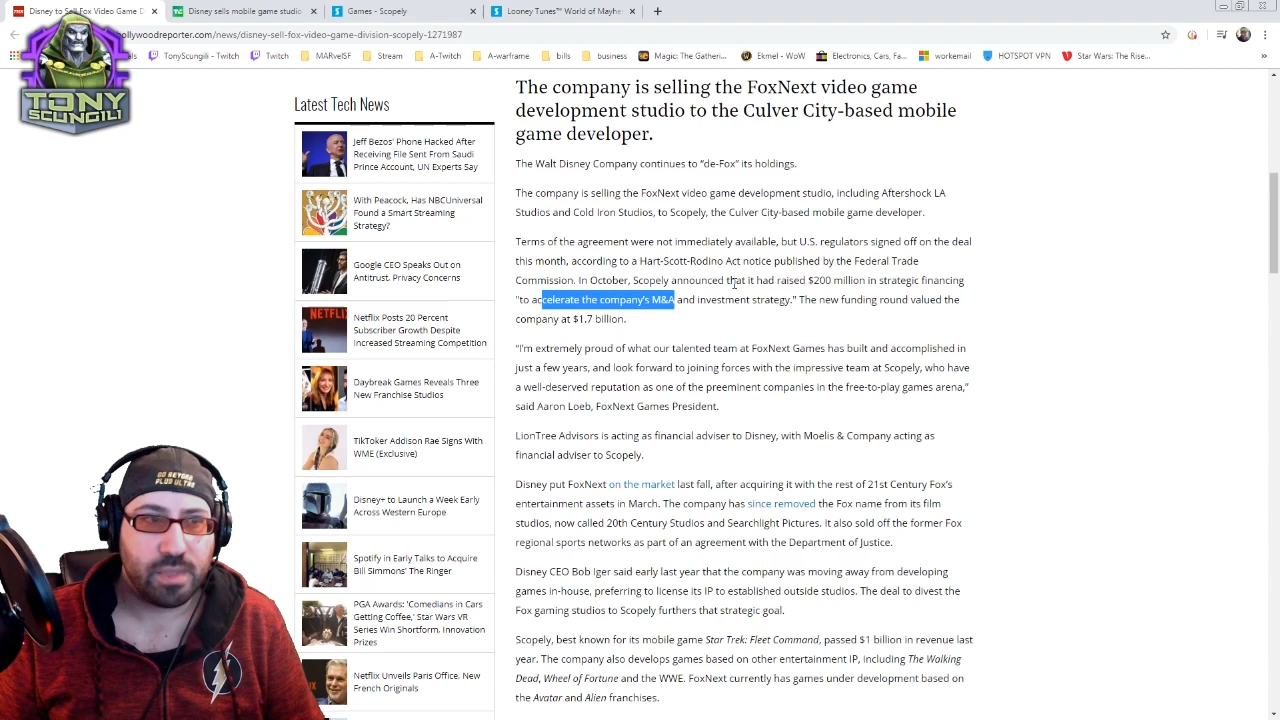 Disney to Sell Fox Video Game D
Disney sells mobile game studio
Games - Scopely
Looney Tunes™ World of Mayhe
ollywoodreporter.com/news/disney-sell-fox-video-game-division-scopely-1271987
TonyScungili - Twitch
Twitch
MARvelSF
Stream
A-Twitch
A-warframe
bills
business
Magic: The Gatheri...
Ekmel - WoW
Electronics, Cars, Fa...
workemail
HOTSPOT VPN
Star Wars: The Rise...
TONY
SCUNGILI
Latest Tech News
Jeff Bezos' Phone Hacked After
Receiving File Sent From Saudi
Prince Account, UN Experts Say
With Peacock, Has NBCUniversal
Found a Smart Streaming
Strategy?
Google CEO Speaks Out on
Antitrust, Privacy Concerns
NETFLIX
Netflix Posts 20 Percent
Subscriber Growth Despite
Increased Streaming Competition
Daybreak Games Reveals Three
New Franchise Studios
TikToker Addison Rae Signs With
WME (Exclusive)
Disney+ to Launch a Week Early
Across Western Europe
Spotify in Early Talks to Acquire
Bill Simmons' The Ringer
PGA Awards: 'Comedians in Cars
Getting Coffee,' Star Wars VR
Series Win Shortform, Innovation
Prizes
Netflix Unveils Paris Office, New
French Originals
The company is selling the FoxNext video game
development studio to the Culver City-based mobile
game developer.
The Walt Disney Company continues to "de-Fox" its holdings.
The company is selling the FoxNext video game development studio, including Aftershock LA
Studios and Cold Iron Studios, to Scopely, the Culver City-based mobile game developer.
Terms of the agreement were not immediately available, but U.S. regulators signed off on the deal
this month, according to a Hart-Scott-Rodino Act notice published by the Federal Trade
Commission. In October, Scopely announced that it had raised $200 million in strategic financing
"to accelerate the company's M&A and investment strategy." The new funding round valued the
company at $1.7 billion.
"I'm extremely proud of what our talented team at FoxNext Games has built and accomplished in
just a few years, and look forward to joining forces with the impressive team at Scopely, who have
a well-deserved reputation as one of the preeminent companies in the free-to-play games arena,"
said Aaron Loeb, FoxNext Games President.
LionTree Advisors is acting as financial adviser to Disney, with Moelis & Company acting as
financial adviser to Scopely.
Disney put FoxNext on the market last fall, after acquiring it with the rest of 21st Century Fox's
entertainment assets in March. The company has since removed the Fox name from its film
studios, now called 20th Century Studios and Searchlight Pictures. It also sold off the former Fox
regional sports networks as part of an agreement with the Department of Justice.
Disney CEO Bob Iger said early last year that the company was moving away from developing
games in-house, preferring to license its IP to established outside studios. The deal to divest the
Fox gaming studios to Scopely furthers that strategic goal.
Scopely, best known for its mobile game Star Trek: Fleet Command, passed $1 billion in revenue last
year. The company also develops games based on other entertainment IP, including The Walking
Dead, Wheel of Fortune and the WWE. FoxNext currently has games under development based on
the Avatar and Alien franchises.
GO BEYOND
PLUS ULTRA